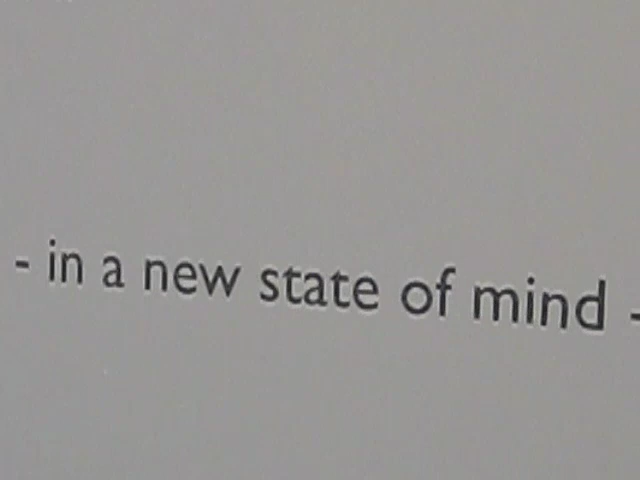 - in a new state of mind -